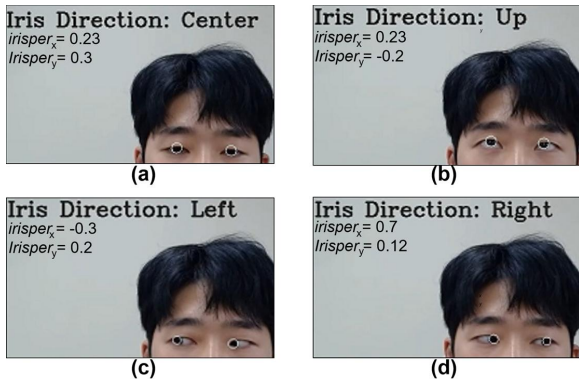 Iris Direction: Center
irisperx= 0.23
Irispery= 0.3
(a)
Iris Direction: Up
irisperx= 0.23
Irispery= -0.2
(b)
Iris Direction: Left
irisperx= -0.3
Irispery= 0.2
(c)
Iris Direction: Right
irisperx= 0.7
Irispery= 0.12
(d)